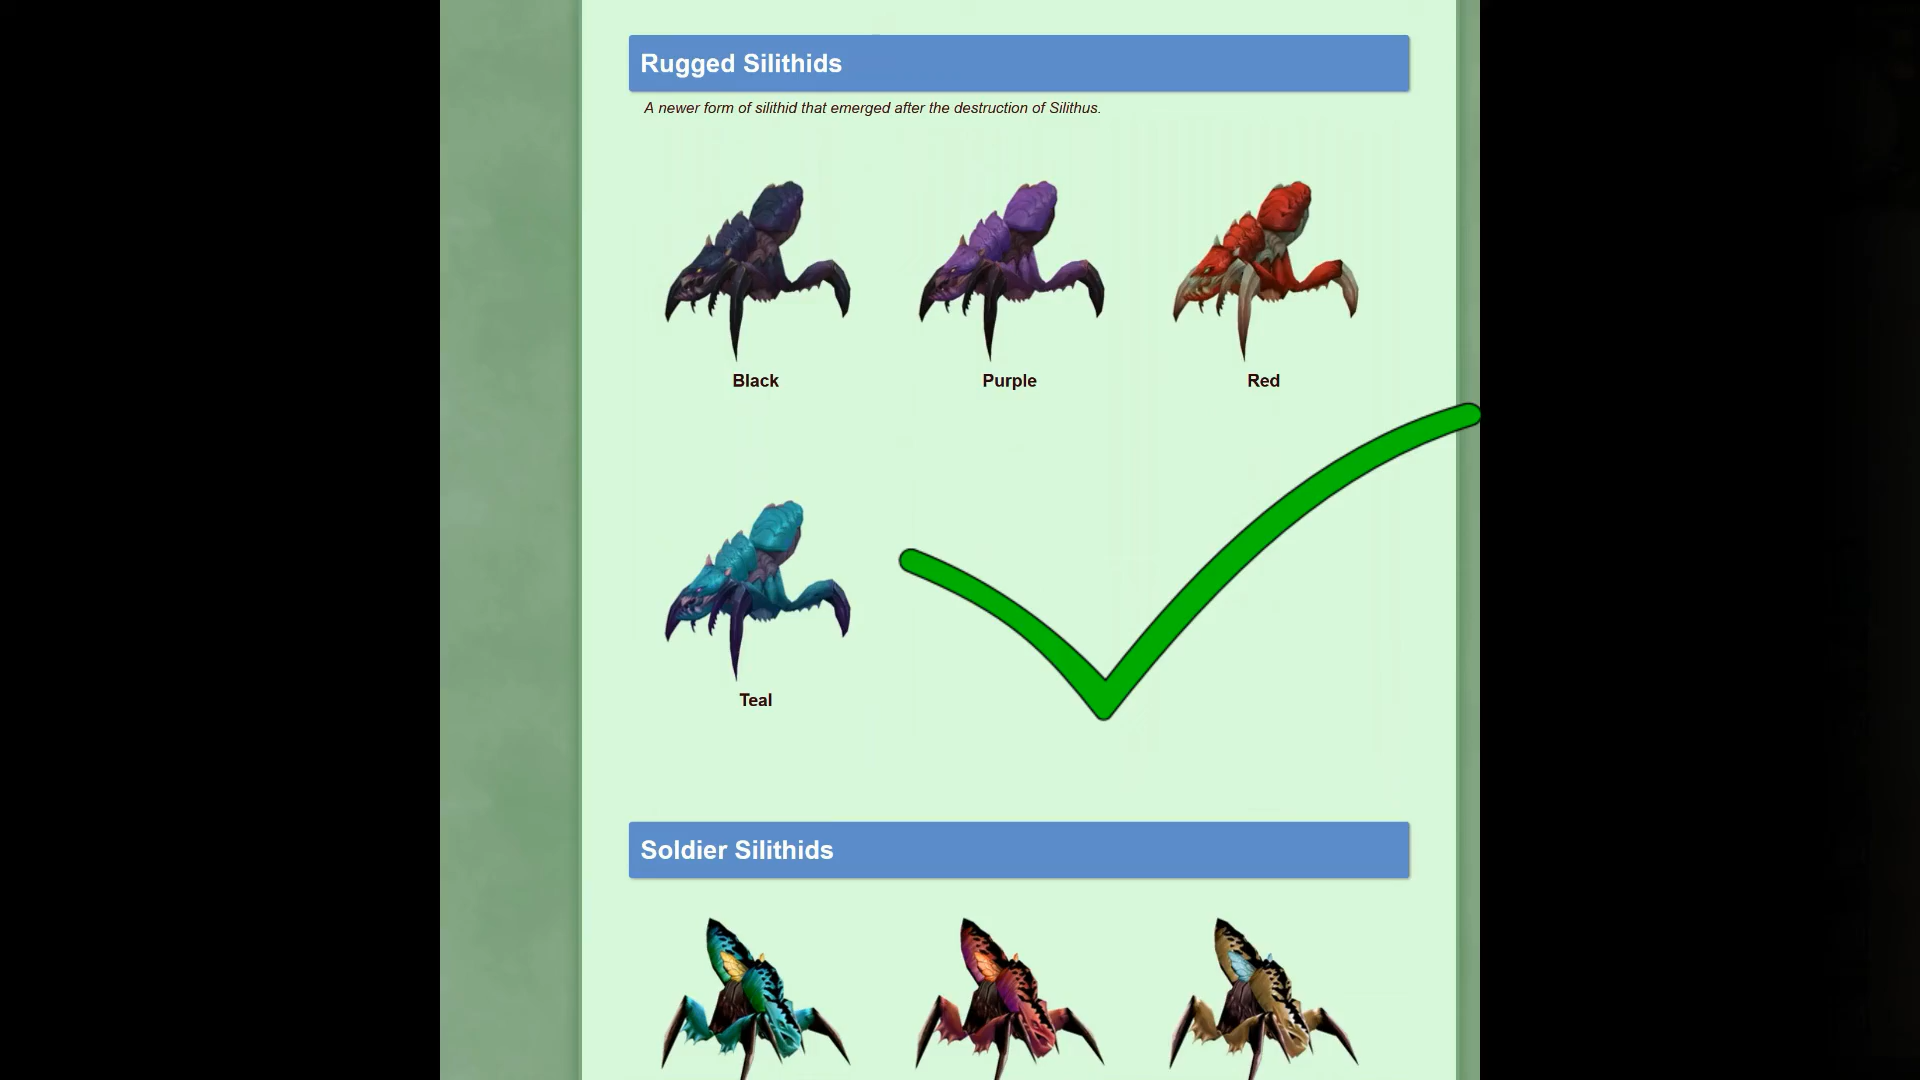 Rugged Silithids
A newer form of silithid that emerged after the destruction of Silithus.
Black
Purple
Red
Teal
Soldier Silithids